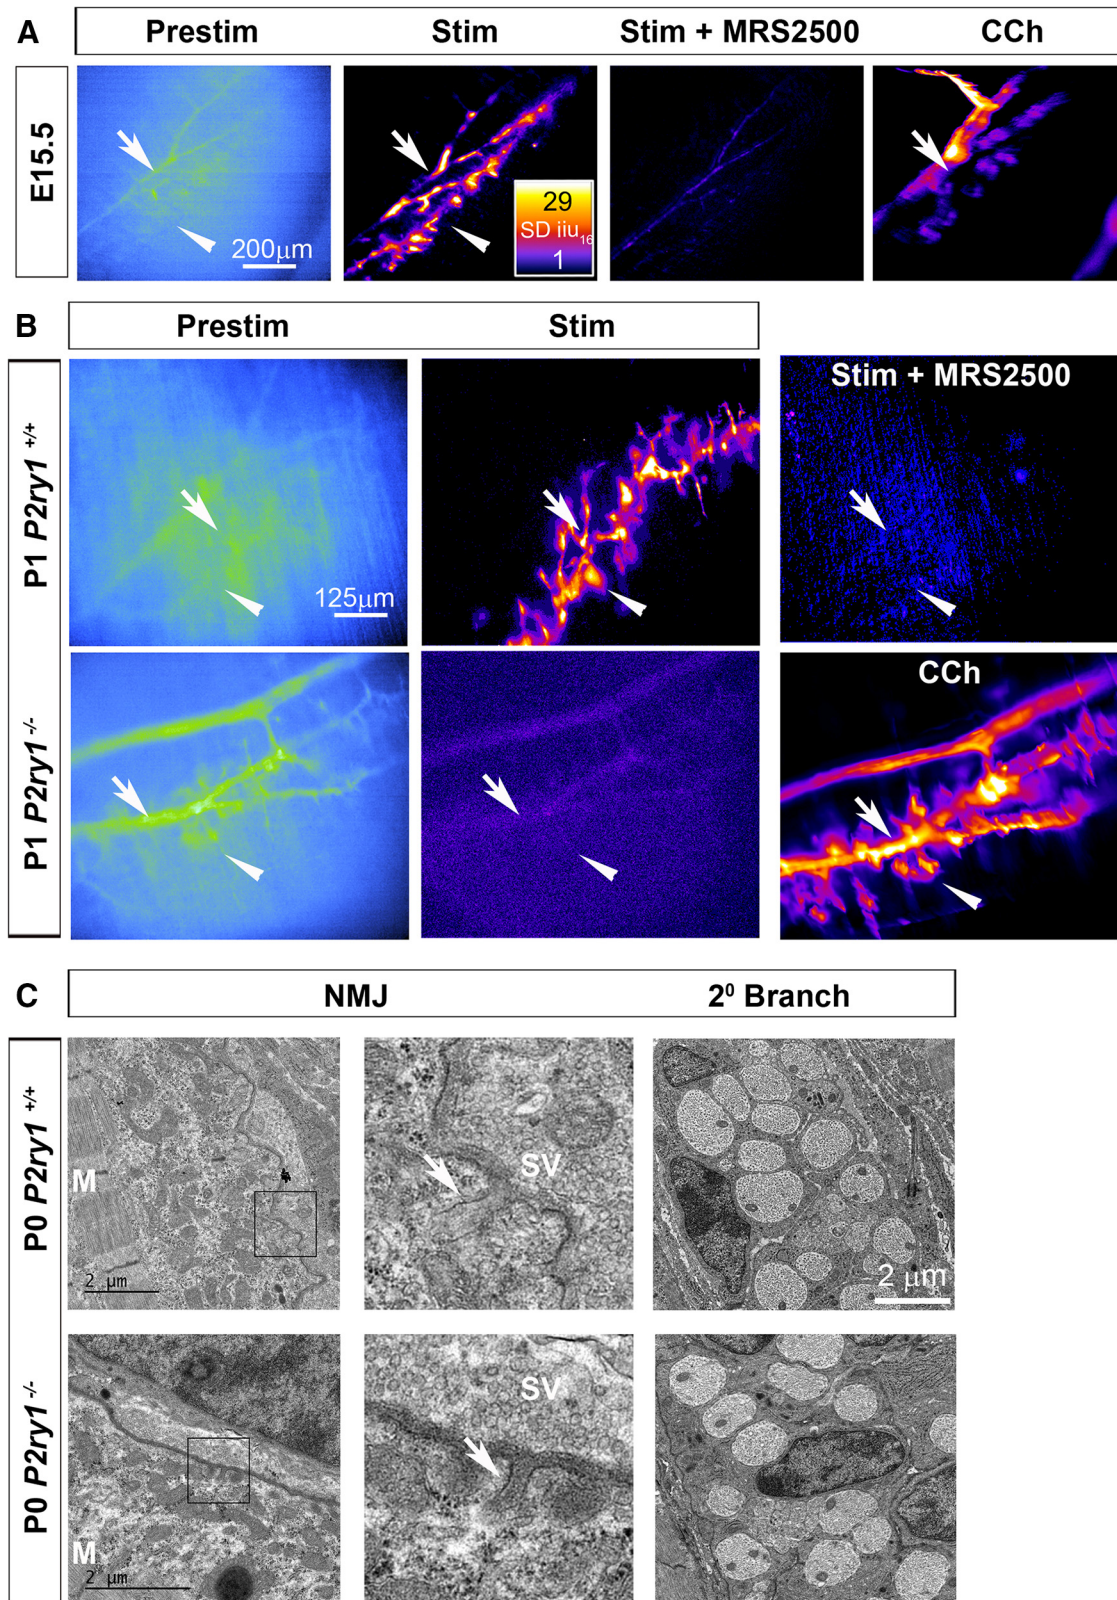 A
Prestim
Stim
Stim + MRS2500
CCh
E15.5
200µm
29
SD iiu16
1
B
Prestim
Stim
P1 P2ry1 +/+
125µm
Stim + MRS2500
P1 P2ry1 -/-
CCh
C
NMJ
2⁰ Branch
P0 P2ry1 +/+
M
2 µm
SV
2 µm
P0 P2ry1 -/-
M
2 µm
SV